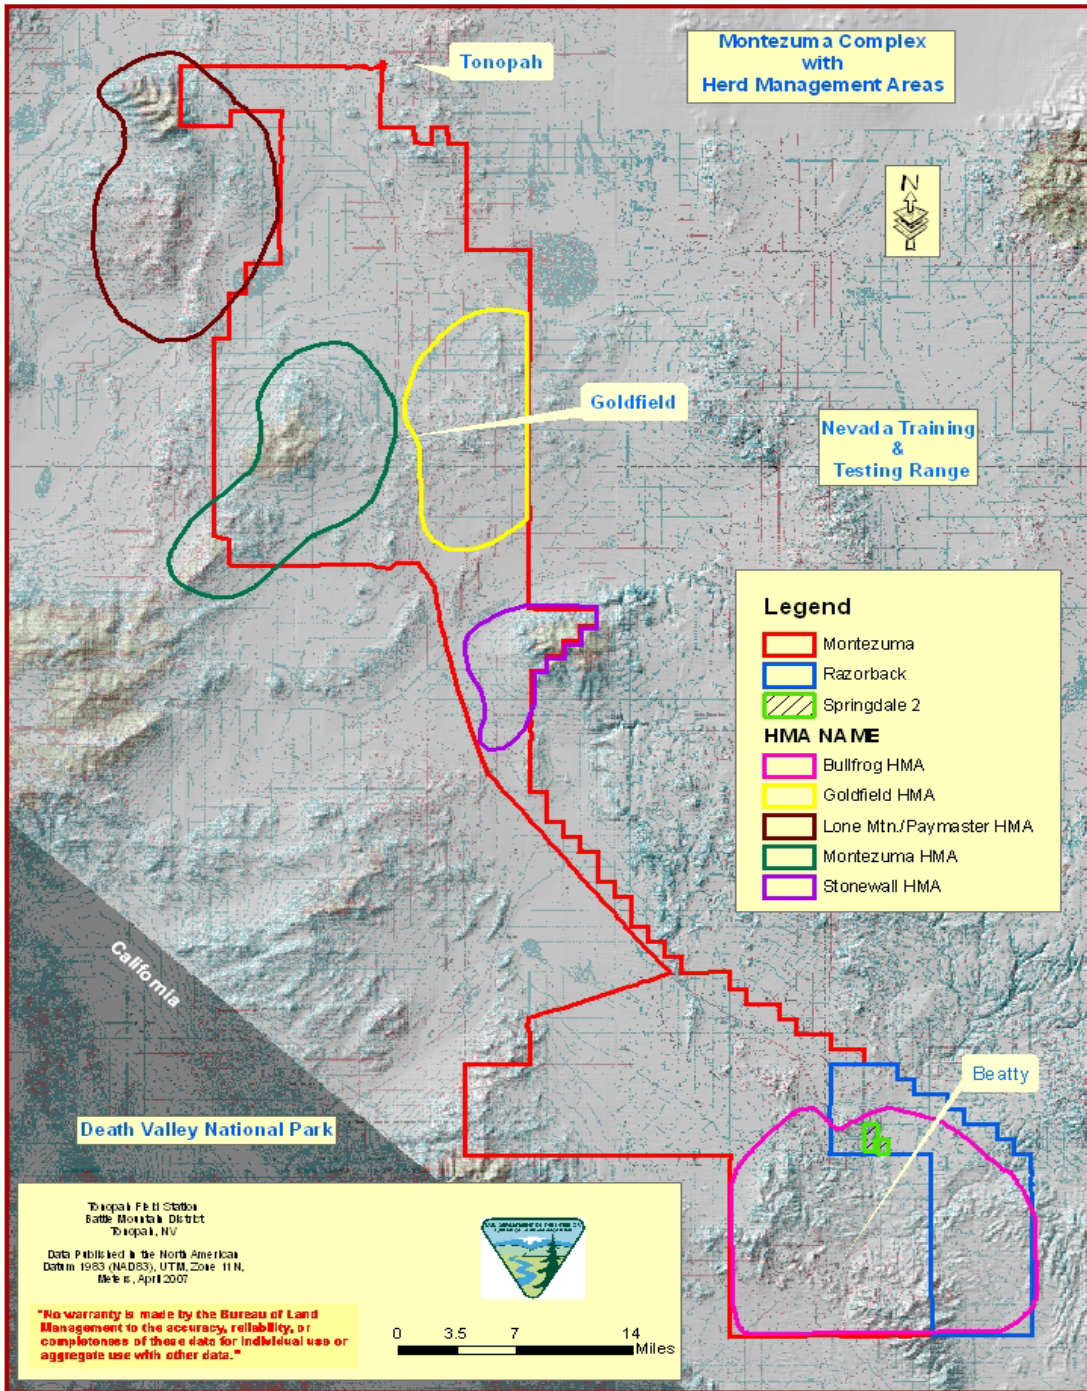 Montezuma Complex
with
Herd Management Areas
Tonopah
N
Goldfield
Nevada Training
&
Testing Range
Legend
Montezuma
Razorback
Springdale 2
HMA NAME
Bullfrog HMA
Goldfield HMA
Lone Mtn./Paymaster HMA
Montezuma HMA
Stonewall HMA
California
Beatty
Death Valley National Park
Tonopah Field Station
Battle Mountain District
Tonopah, NV
Data Published in the North American
Datum 1983 (NAD83), UTM, Zone 11N,
Meters, April 2007
"No warranty is made by the Bureau of Land
Management to the accuracy, reliability, or
completeness of these data for individual use or
aggregate use with other data."
0 3.5 7 14
Miles